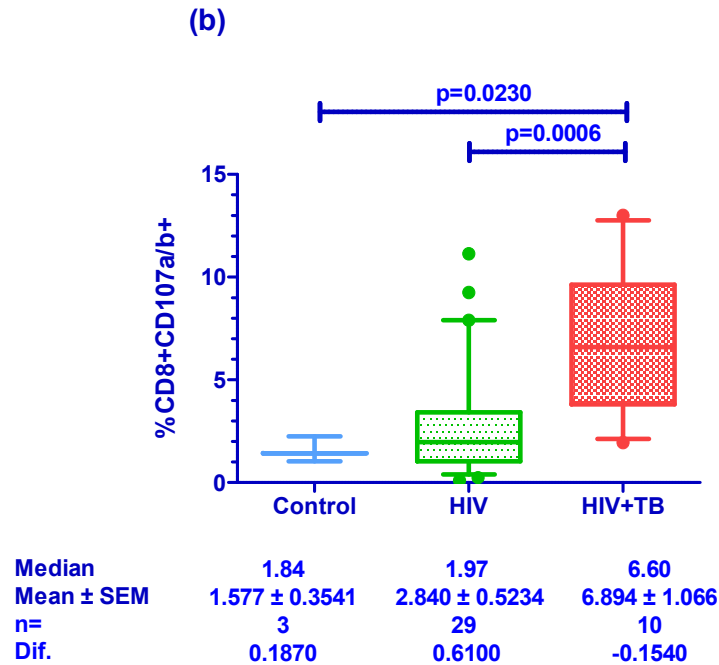 (b)
p=0.0230
p=0.0006
%CD8+CD107a/b+
15
10
5
0
Control HIV HIV+TB
Median 1.84 1.97 6.60
Mean ± SEM 1.577 ± 0.3541 2.840 ± 0.5234 6.894 ± 1.066
n= 3 29 10
Dif. 0.1870 0.6100 -0.1540